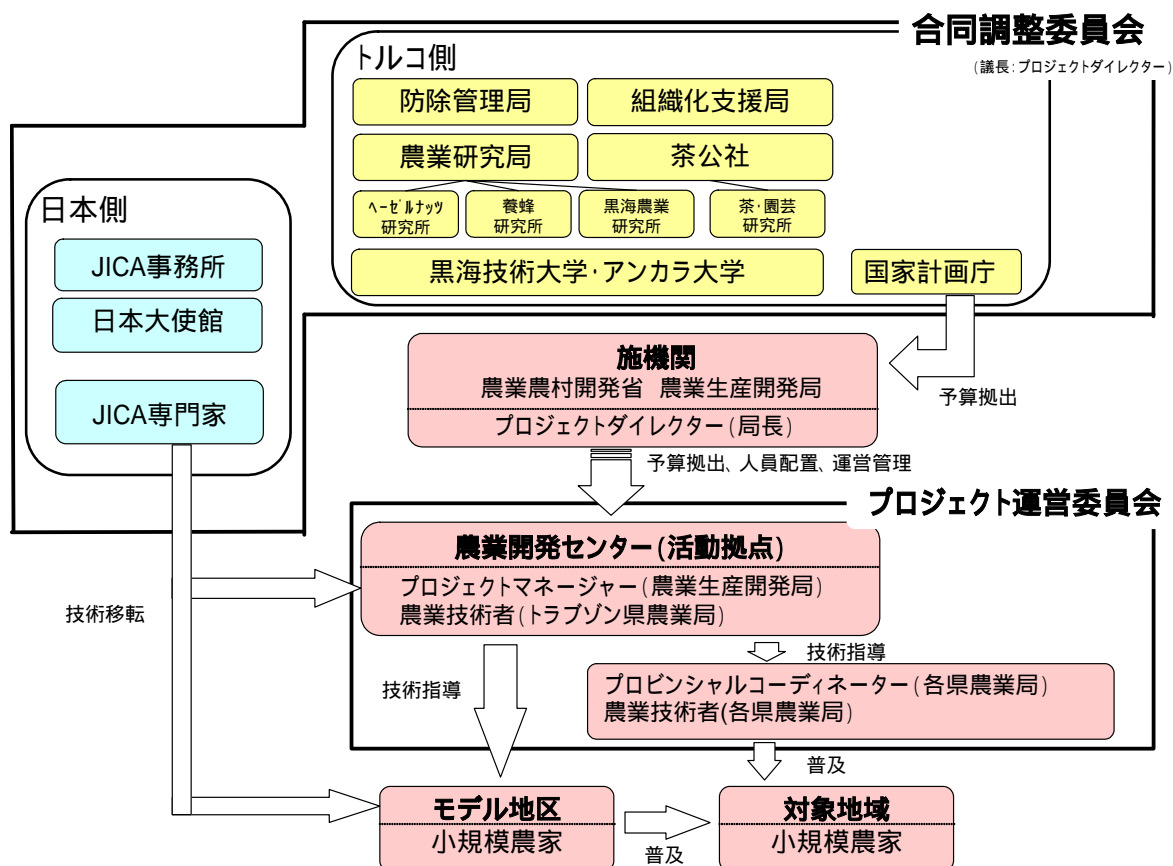 合同調整委員会
(議長:プロジェクトダイレクター)
トルコ側
防除管理局
組織化支援局
農業研究局
茶公社
ヘーゼルナッツ
研究所
養蜂
研究所
黒海農業
研究所
茶・園芸
研究所
黒海技術大学・アンカラ大学
国家計画庁
日本側
JICA事務所
日本大使館
JICA専門家
施機関
農業農村開発省 農業生産開発局
プロジェクトダイレクター(局長)
予算拠出
予算拠出、人員配置、運営管理
プロジェクト運営委員会
農業開発センター(活動拠点)
プロジェクトマネージャー(農業生産開発局)
農業技術者(トラブゾン県農業局)
技術移転
技術指導
技術指導
プロビンシャルコーディネーター(各県農業局)
農業技術者(各県農業局)
普及
モデル地区
小規模農家
普及
対象地域
小規模農家